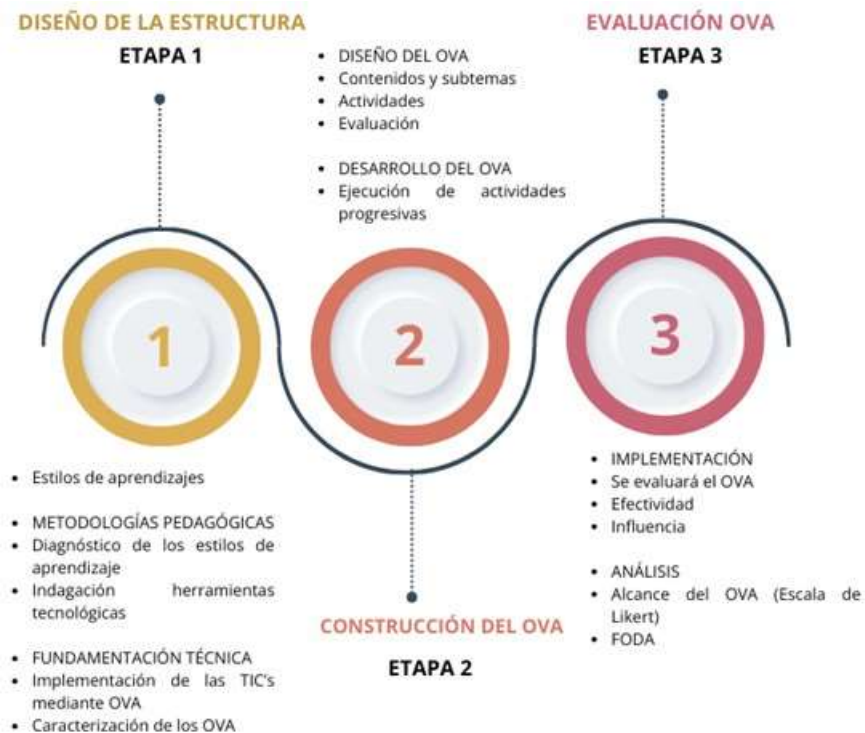 DISEÑO DE LA ESTRUCTURA
ETAPA 1
1
• Estilos de aprendizajes
• METODOLOGÍAS PEDAGÓGICAS
• Diagnóstico de los estilos de
aprendizaje
• Indagación herramientas
tecnológicas
• FUNDAMENTACIÓN TÉCNICA
• Implementación de las TIC's
mediante OVA
• Caracterización de los OVA
• DISEÑO DEL OVA
• Contenidos y subtemas
• Actividades
• Evaluación
• DESARROLLO DEL OVA
• Ejecución de actividades
progresivas
2
CONSTRUCCIÓN DEL OVA
ETAPA 2
EVALUACIÓN OVA
ETAPA 3
3
• IMPLEMENTACIÓN
• Se evaluará el OVA
• Efectividad
• Influencia
• ANÁLISIS
• Alcance del OVA (Escala de
Likert)
• FODA